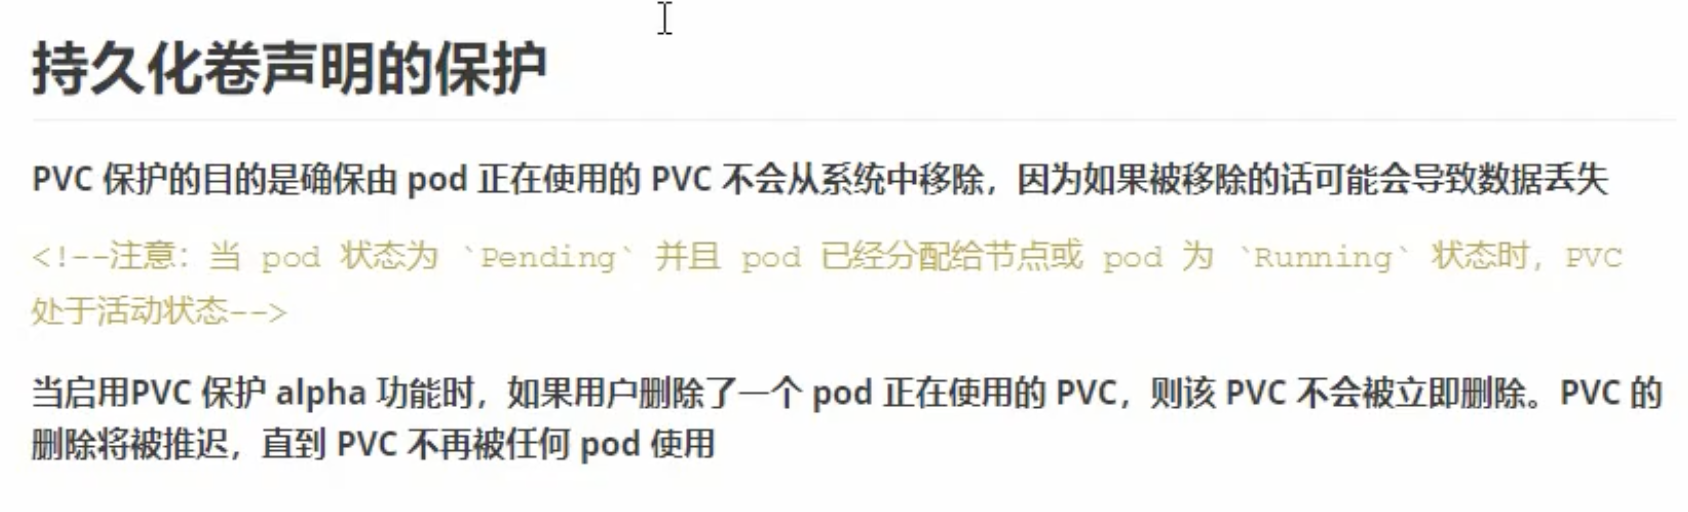 持久化卷声明的保护
PVC 保护的目的是确保由 pod 正在使用的 PVC 不会从系统中移除，因为如果被移除的话可能会导致数据丢失
<!--注意：当 pod 状态为 `Pending` 并且 pod 已经分配给节点或 pod 为 `Running` 状态时，PVC
处于活动状态-->
当启用PVC 保护 alpha 功能时，如果用户删除了一个 pod 正在使用的 PVC，则该 PVC 不会被立即删除。PVC 的
删除将被推迟，直到 PVC 不再被任何 pod 使用